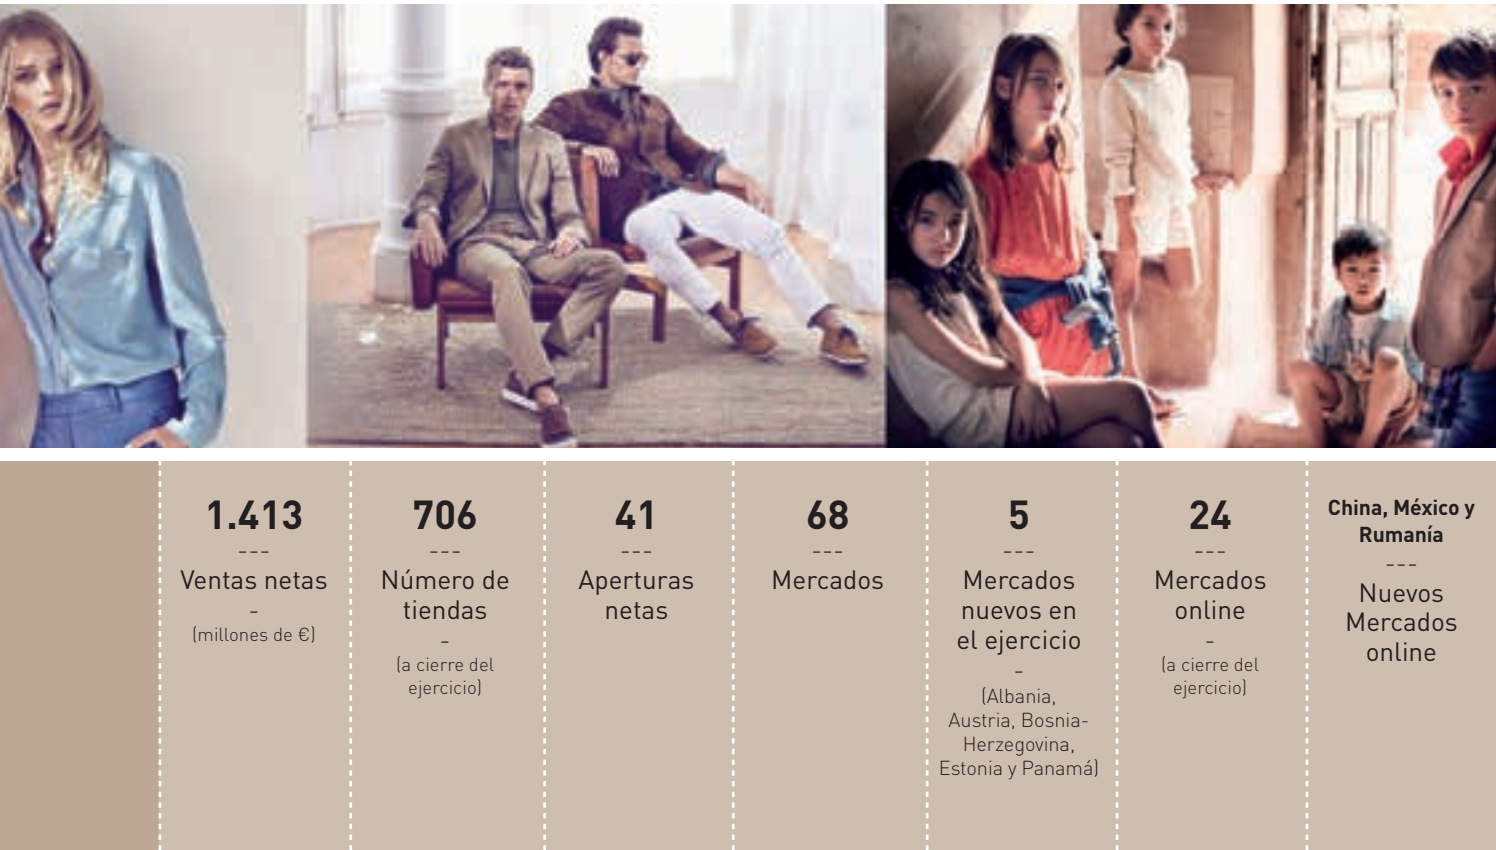 1.413
---
Ventas netas
-
(millones de €)
706
---
Número de
tiendas
-
(a cierre del
ejercicio)
41
---
Aperturas
netas
68
---
Mercados
5
---
Mercados
nuevos en
el ejercicio
-
(Albania,
Austria, Bosnia-
Herzegovina,
Estonia y Panamá)
24
---
Mercados
online
-
(a cierre del
ejercicio)
China, México y
Rumanía
---
Nuevos
Mercados
online